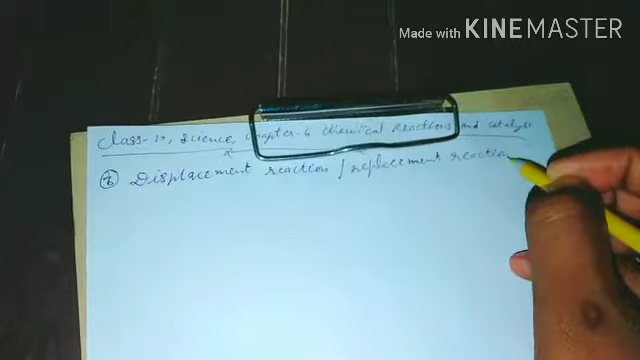 Made with KINEMASTER
Class-10, Science, Chapter-6 Chemical Reactions and Catalyst
* Displacement reaction / replacement reaction